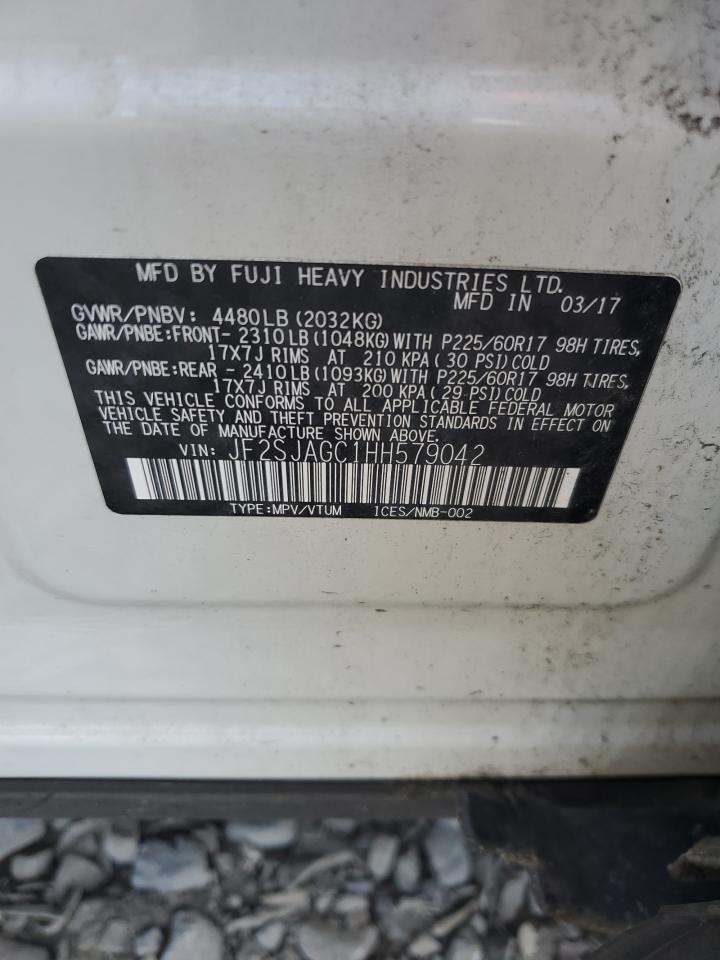 MFD BY FUJI HEAVY INDUSTRIES LTD.
MFD IN 03/17
GVWR/PNBV: 4480LB(2032KG)
GAWR/PNBE:FRONT- 2310LB(1048KG)WITH P225/60R17 98H TIRES,
17X7J RIMS AT 210 KPA( 30 PSI)COLD
GAWR/PNBE:REAR - 2410LB(1093KG)WITH P225/60R17 98H TIRES,
17X7J RIMS AT 200 KPA( 29 PSI)COLD
THIS VEHICLE CONFORMS TO ALL APPLICABLE FEDERAL MOTOR
VEHICLE SAFETY AND THEFT PREVENTION STANDARDS IN EFFECT ON
THE DATE OF MANUFACTURE SHOWN ABOVE.
VIN: JF2SJAGC1HH579042
TYPE:MPV/VTUM ICES/NMB-002